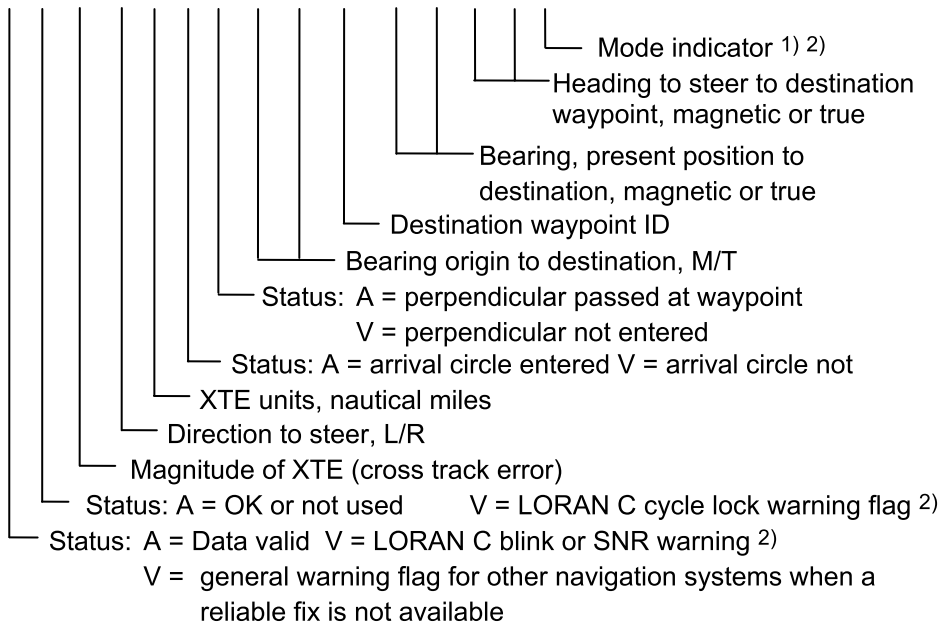 Mode indicator 1) 2)
Heading to steer to destination
waypoint, magnetic or true
Bearing, present position to
destination, magnetic or true
Destination waypoint ID
Bearing origin to destination, M/T
Status: A = perpendicular passed at waypoint
V = perpendicular not entered
Status: A = arrival circle entered V = arrival circle not
XTE units, nautical miles
Direction to steer, L/R
Magnitude of XTE (cross track error)
Status: A = OK or not used V = LORAN C cycle lock warning flag 2)
Status: A = Data valid V = LORAN C blink or SNR warning 2)
V = general warning flag for other navigation systems when a
reliable fix is not available